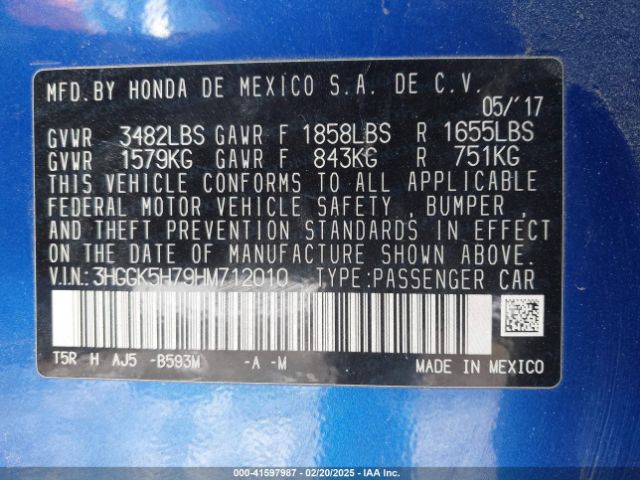 MFD.BY HONDA DE MEXICO S.A. DE C.V.
05/'17
GVWR 3482LBS GAWR F 1858LBS R 1655LBS
GVWR 1579KG GAWR F 843KG R 751KG
THIS VEHICLE CONFORMS TO ALL APPLICABLE
FEDERAL MOTOR VEHICLE SAFETY , BUMPER ,
AND THEFT PREVENTION STANDARDS IN EFFECT
ON THE DATE OF MANUFACTURE SHOWN ABOVE.
V.IN: 3HGGK5H79HM712010 TYPE:PASSENGER CAR
T5R H AJ5 -B593M -A -M MADE IN MEXICO
000-41597987 - 02/20/2025 - IAA Inc.